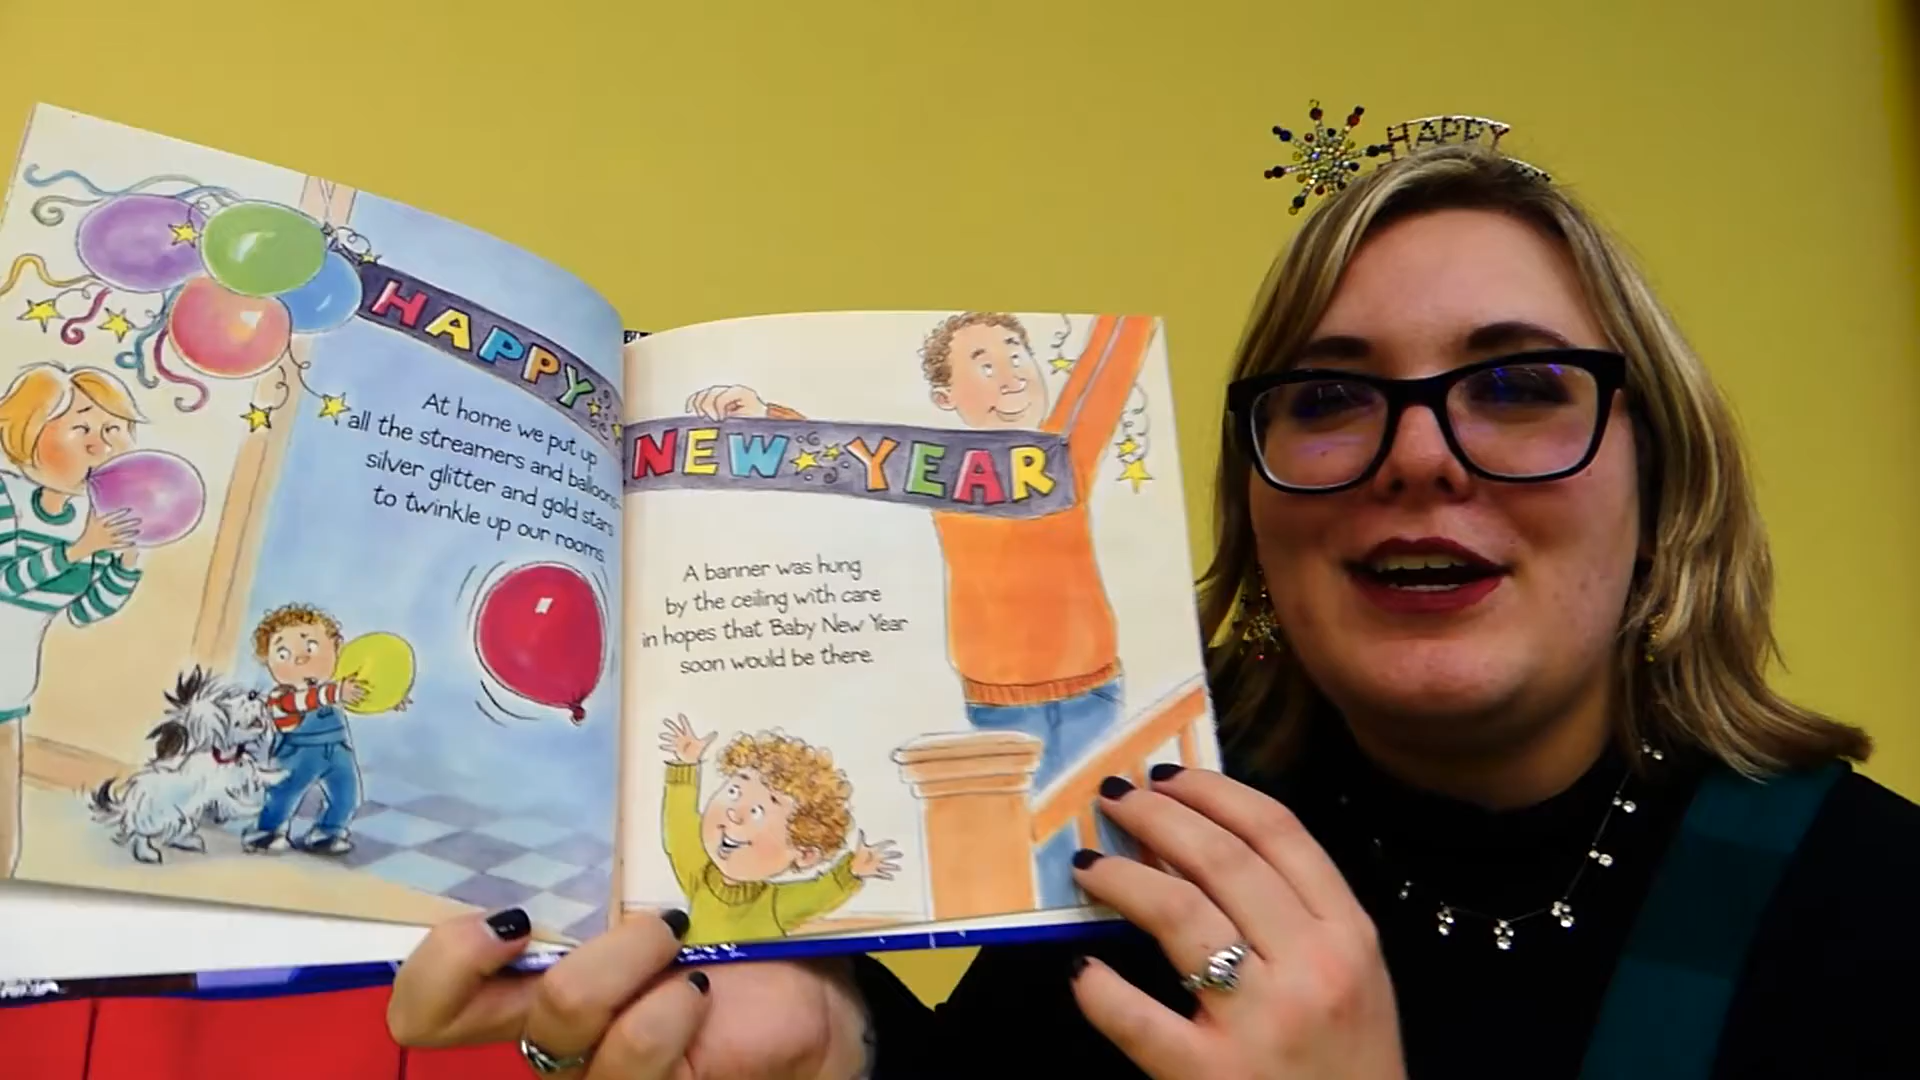 HAPPY
HAPPY
At home we put up
all the streamers and balloons—
silver glitter and gold stars
to twinkle up our rooms.
NEW YEAR
A banner was hung
by the ceiling with care
in hopes that Baby New Year
soon would be there.